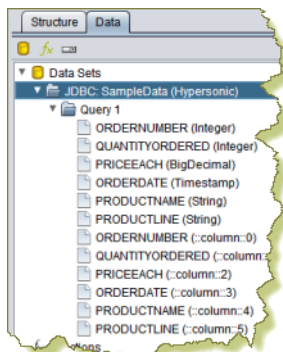 Structure Data
Data Sets
JDBC: SampleData (Hypersonic)
Query 1
ORDERNUMBER (Integer)
QUANTITYORDERED (Integer)
PRICEEACH (BigDecimal)
ORDERDATE (Timestamp)
PRODUCTNAME (String)
PRODUCTLINE (String)
ORDERNUMBER (::column::0)
QUANTITYORDERED (::column::
PRICEEACH (::column::2)
ORDERDATE (::column::3)
PRODUCTNAME (::column::4)
PRODUCTLINE (::column::5)